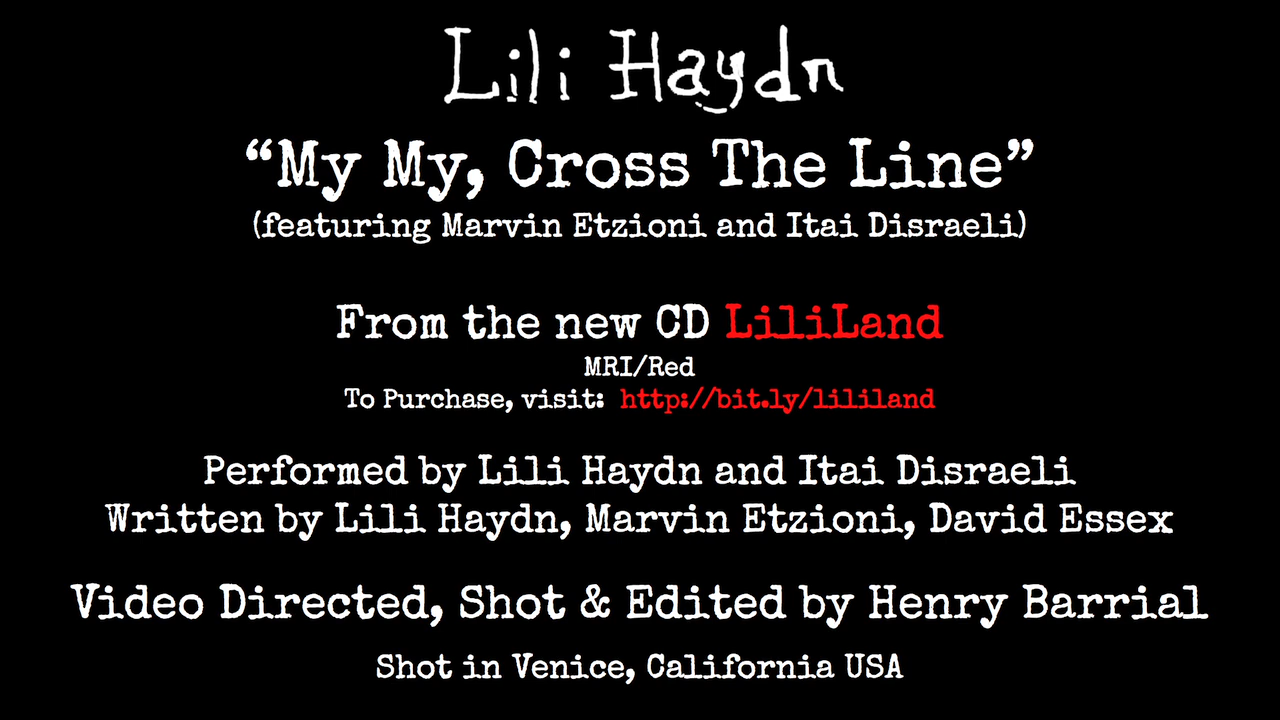 Lili Haydn
“My My, Cross The Line”
(featuring Marvin Etzioni and Itai Disraeli)
From the new CD LiliLand
MRI/Red
To Purchase, visit: http://bit.ly/lililand
Performed by Lili Haydn and Itai Disraeli
Written by Lili Haydn, Marvin Etzioni, David Essex
Video Directed, Shot & Edited by Henry Barrial
Shot in Venice, California USA